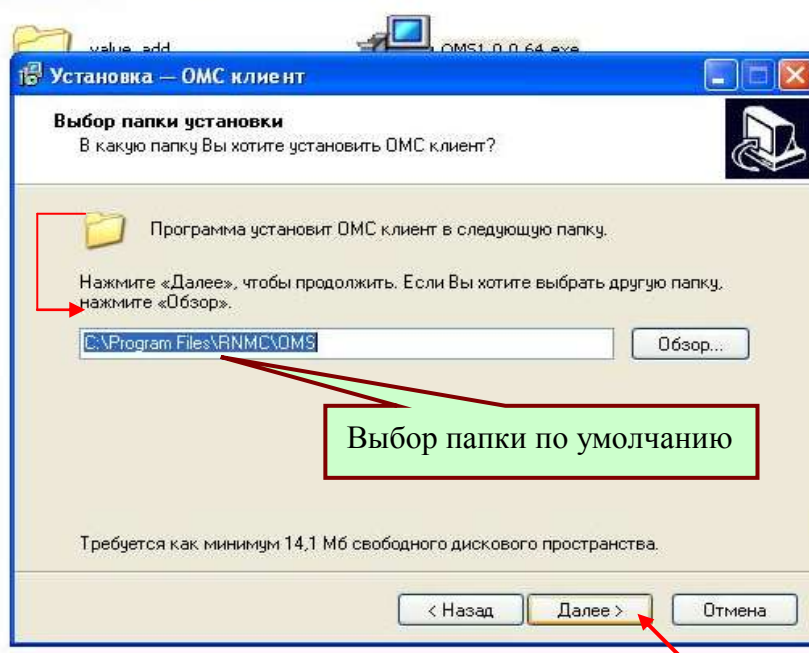 value_add
OMS1.0.0.64.exe
Установка — ОМС клиент
Выбор папки установки
В какую папку Вы хотите установить ОМС клиент?
Программа установит ОМС клиент в следующую папку.
Нажмите «Далее», чтобы продолжить. Если Вы хотите выбрать другую папку,
нажмите «Обзор».
C:\Program Files\RNMC\OMS
Обзор...
Выбор папки по умолчанию
Требуется как минимум 14,1 Мб свободного дискового пространства.
< Назад
Далее >
Отмена